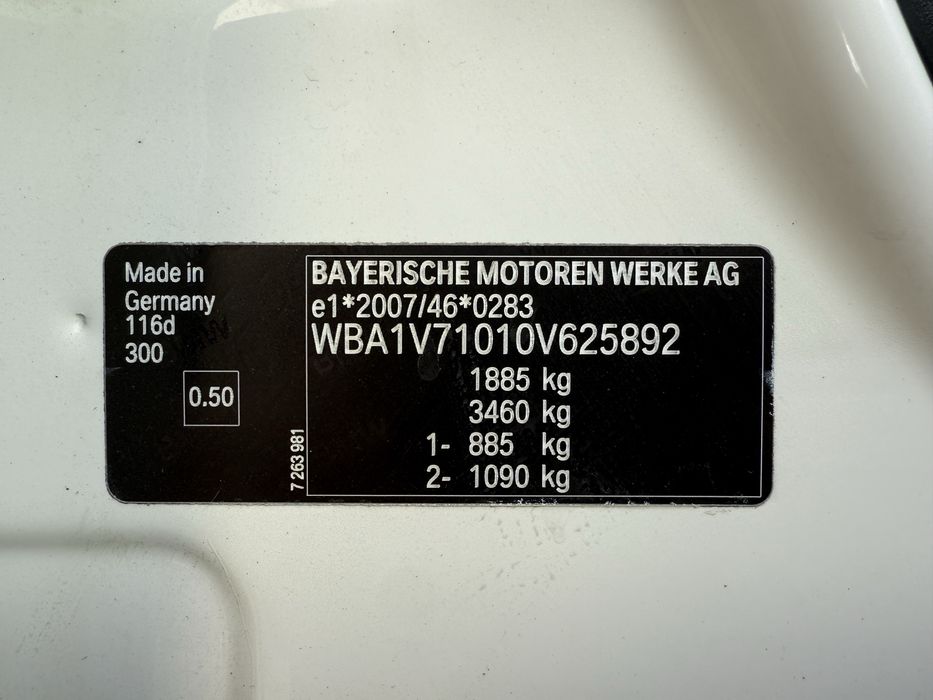 Made in
Germany
116d
300
0.50
7 263 981
BAYERISCHE MOTOREN WERKE AG
e1*2007/46*0283
WBA1V71010V625892
1885 kg
3460 kg
1- 885 kg
2- 1090 kg